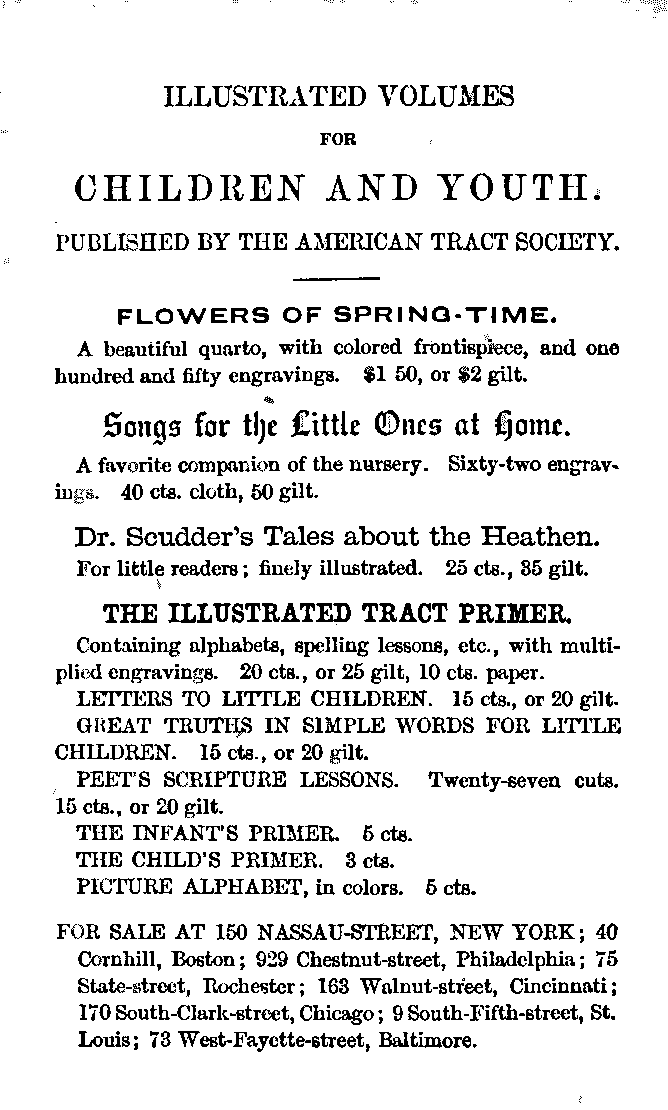 ILLUSTRATED VOLUMES
FOR
CHILDREN AND YOUTH.
PUBLISHED BY THE AMERICAN TRACT SOCIETY.
FLOWERS OF SPRING-TIME.
A beautiful quarto, with colored frontispiece, and one
hundred and fifty engravings. $1 50, or $2 gilt.
Songs for the Little Ones at Home.
A favorite companion of the nursery. Sixty-two engrav-
ings. 40 cts. cloth, 50 gilt.
Dr. Scudder's Tales about the Heathen.
For little readers; finely illustrated. 25 cts., 35 gilt.
THE ILLUSTRATED TRACT PRIMER.
Containing alphabets, spelling lessons, etc., with multi-
plied engravings. 20 cts., or 25 gilt, 10 cts. paper.
LETTERS TO LITTLE CHILDREN. 15 cts., or 20 gilt.
GREAT TRUTHS IN SIMPLE WORDS FOR LITTLE
CHILDREN. 15 cts., or 20 gilt.
PEET'S SCRIPTURE LESSONS. Twenty-seven cuts.
15 cts., or 20 gilt.
THE INFANT'S PRIMER. 5 cts.
THE CHILD'S PRIMER. 3 cts.
PICTURE ALPHABET, in colors. 5 cts.
FOR SALE AT 150 NASSAU-STREET, NEW YORK; 40
Cornhill, Boston; 929 Chestnut-street, Philadelphia; 75
State-street, Rochester; 163 Walnut-street, Cincinnati;
170 South-Clark-street, Chicago; 9 South-Fifth-street, St.
Louis; 73 West-Fayette-street, Baltimore.